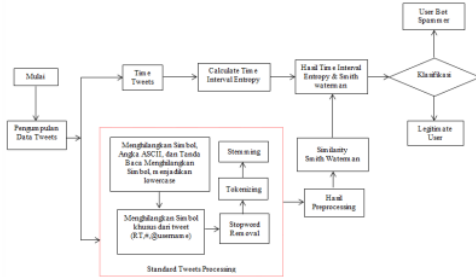 User Bot
Spammer
Mulai
Time
Tweets
Calculate Time
Interval Entropy
Hasil Time Interval
Entropy & Smith
waterman
Klasifikasi
Pengumpulan
Data Tweets
Legitimate
User
Menghilangkan Simbol,
Angka ASCII, dan Tanda
Baca Menghilangkan
Simbol, menjadikan
lowercase
Stemming
Tokenizing
Similarity
Smith Waterman
Menghilangkan Simbol
khusus dari tweet
(RT,#,@username)
Stopword
Removal
Hasil
Preprocessing
Standard Tweets Processing